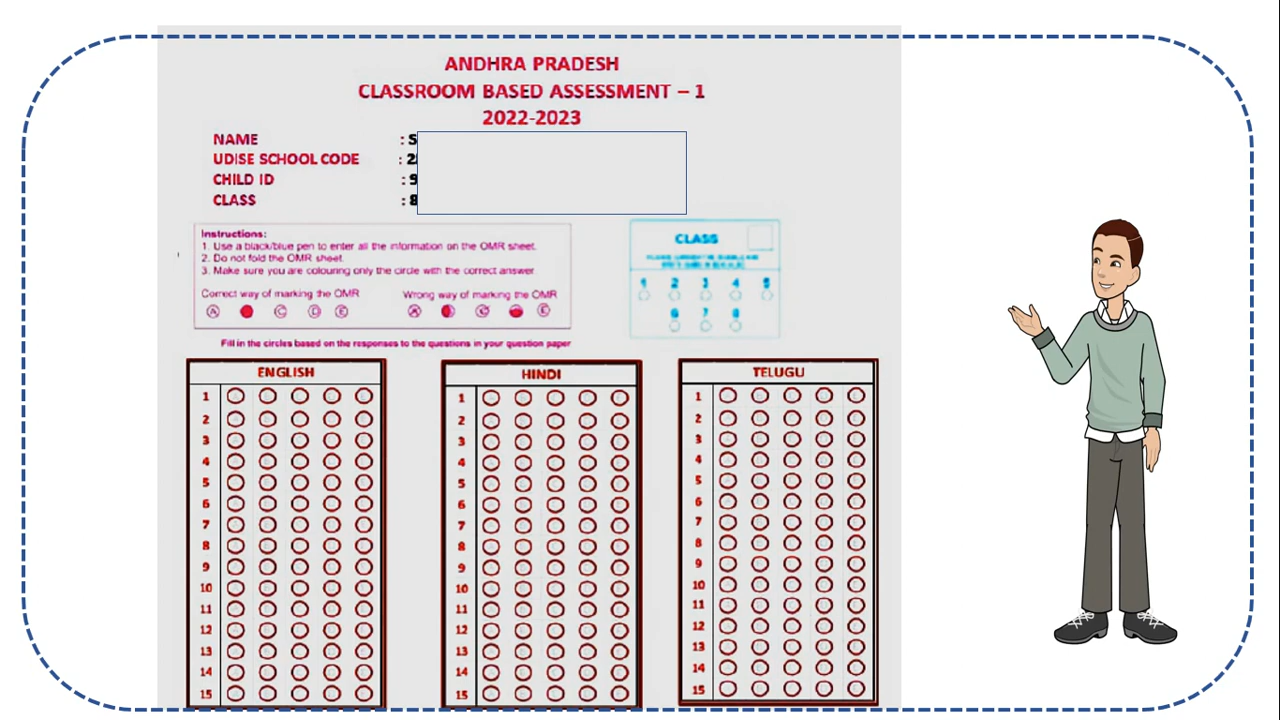 ANDHRA PRADESH
CLASSROOM BASED ASSESSMENT – 1
2022-2023
NAME : S
UDISE SCHOOL CODE : 2
CHILD ID : 9
CLASS : 8
Instructions:
1. Use a black/blue pen to enter all the information on the OMR sheet.
2. Do not fold the OMR sheet
3. Make sure you are colouring only the circle with the correct answer
Correct way of marking the OMR
A C D E
Wrong way of marking the OMR
A E
CLASS
1 2 3 4 5
6 7 8
Fill in the circles based on the responses to the questions in your question paper
ENGLISH
1
2
3
4
5
6
7
8
9
10
11
12
13
14
15
HINDI
1
2
3
4
5
6
7
8
9
10
11
12
13
14
15
TELUGU
1
2
3
4
5
6
7
8
9
10
11
12
13
14
15